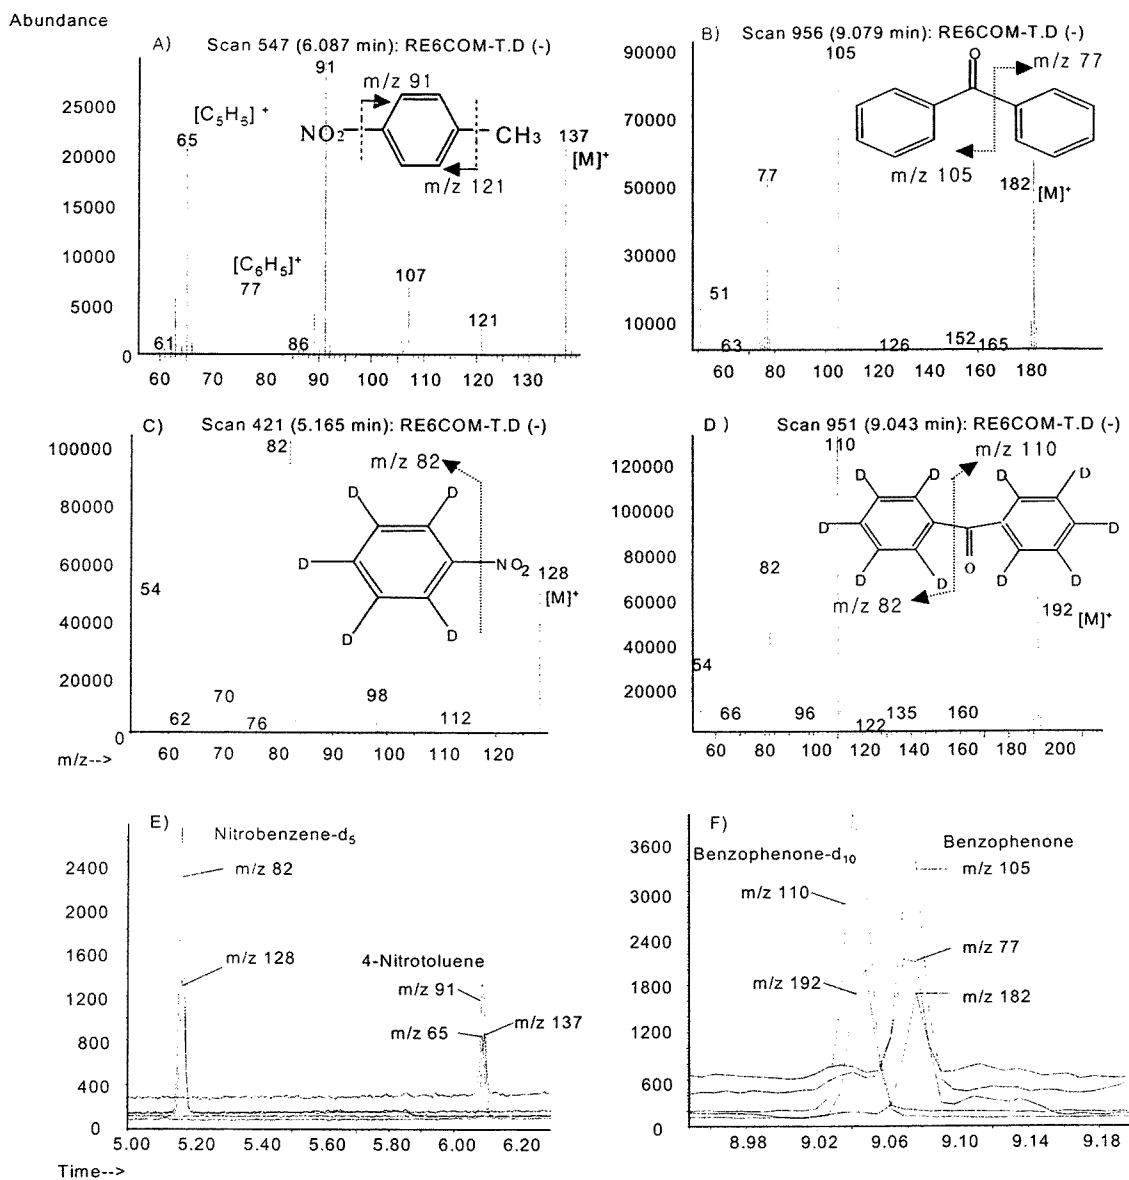 Abundance
A) Scan 547 (6.087 min): RE6COM-T.D (-)
91
m/z 91
[C5H5] +
65
NO2
CH3
137
[M]+
m/z 121
[C6H5]+
77
107
121
61
86
25000
20000
15000
10000
5000
0
60 70 80 90 100 110 120 130
B) Scan 956 (9.079 min): RE6COM-T.D (-)
105
O
m/z 77
77
m/z 105
182
[M]+
51
63
126
152
165
90000
70000
50000
30000
10000
60 80 100 120 140 160 180
C) Scan 421 (5.165 min): RE6COM-T.D (-)
82
m/z 82
D D
D
NO2
D D
54
128
[M]+
70
98
62
76
112
100000
80000
60000
40000
20000
0
m/z-->
60 70 80 90 100 110 120
D) Scan 951 (9.043 min): RE6COM-T.D (-)
110
m/z 110
D D D D
D D
D D D D
O
82
m/z 82
192
[M]+
54
66
96
122
135
160
120000
100000
80000
60000
40000
20000
60 80 100 120 140 160 180 200
E)
Nitrobenzene-d5
m/z 82
m/z 128
4-Nitrotoluene
m/z 91
m/z 65
m/z 137
2400
2000
1600
1200
800
400
0
5.00 5.20 5.40 5.60 5.80 6.00 6.20
Time-->
F)
Benzophenone-d10
Benzophenone
m/z 105
m/z 110
m/z 77
m/z 192
m/z 182
3600
3000
2400
1800
1200
600
0
8.98 9.02 9.06 9.10 9.14 9.18